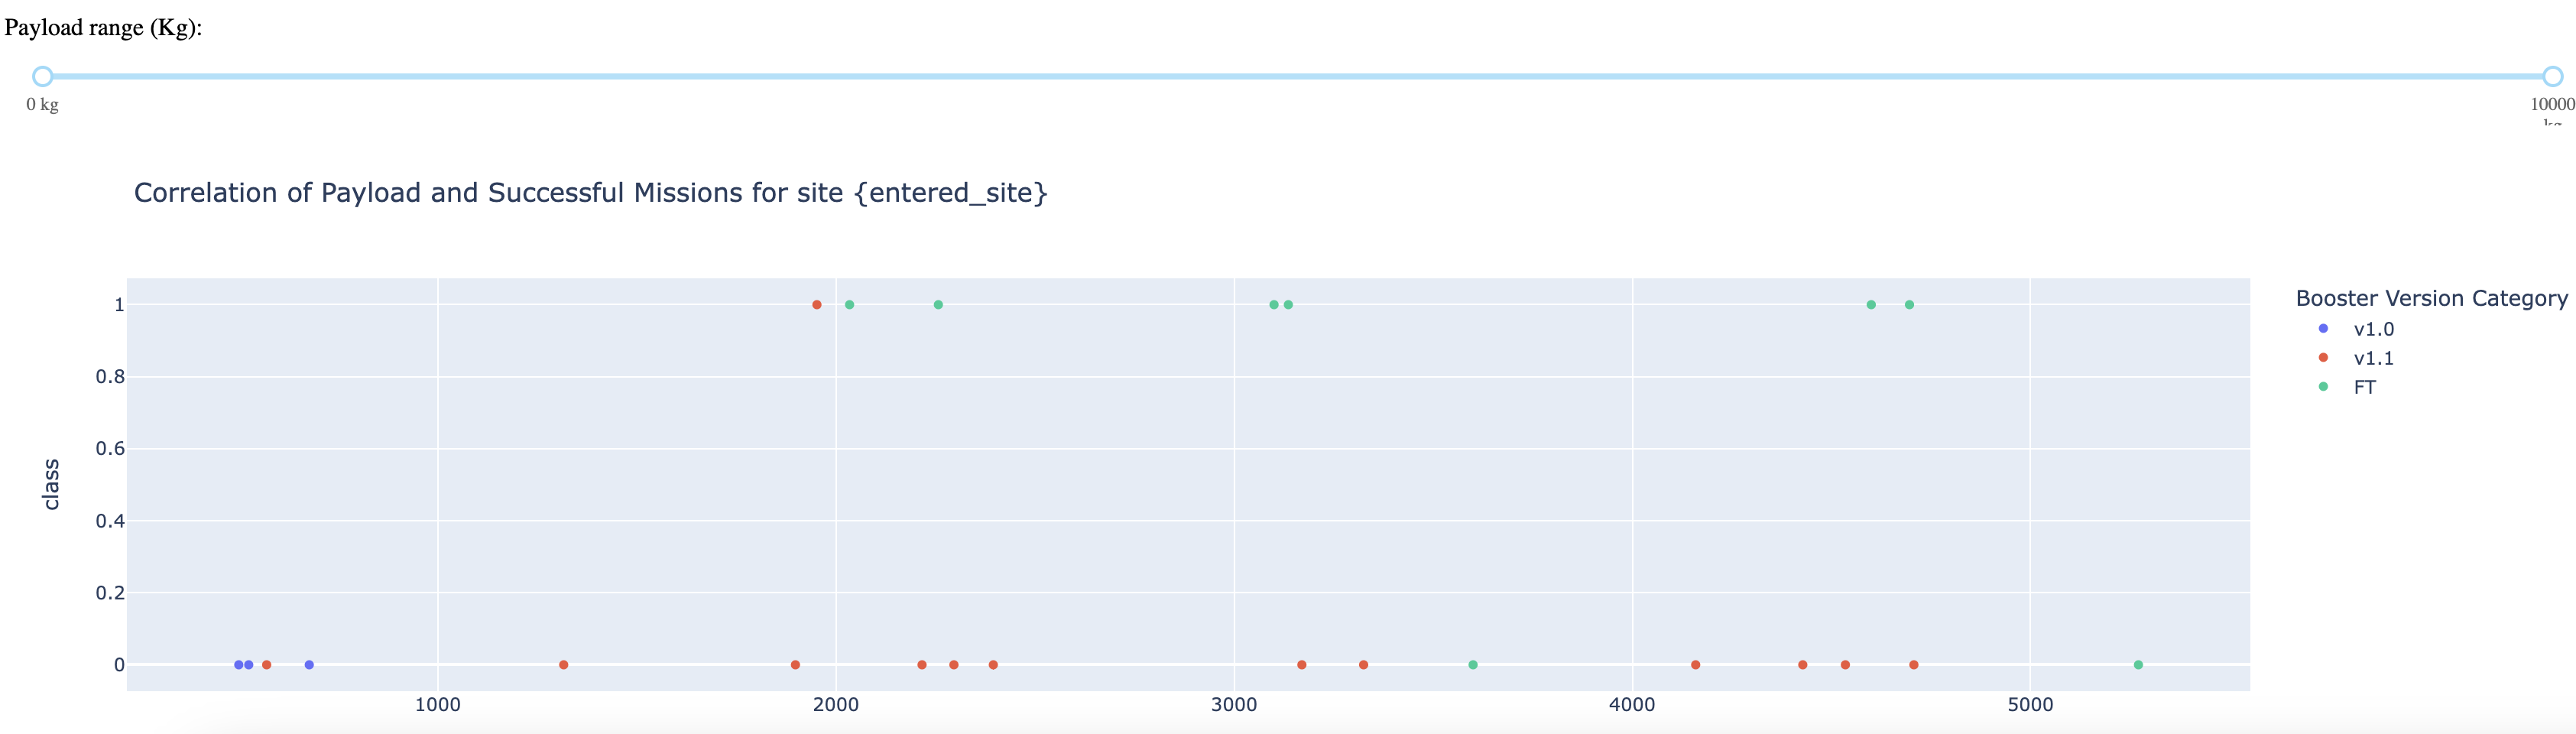 Payload range (Kg):
0 kg
10000
kg
Correlation of Payload and Successful Missions for site {entered_site}
Booster Version Category
v1.0
v1.1
FT
class
1
0.8
0.6
0.4
0.2
0
1000 2000 3000 4000 5000